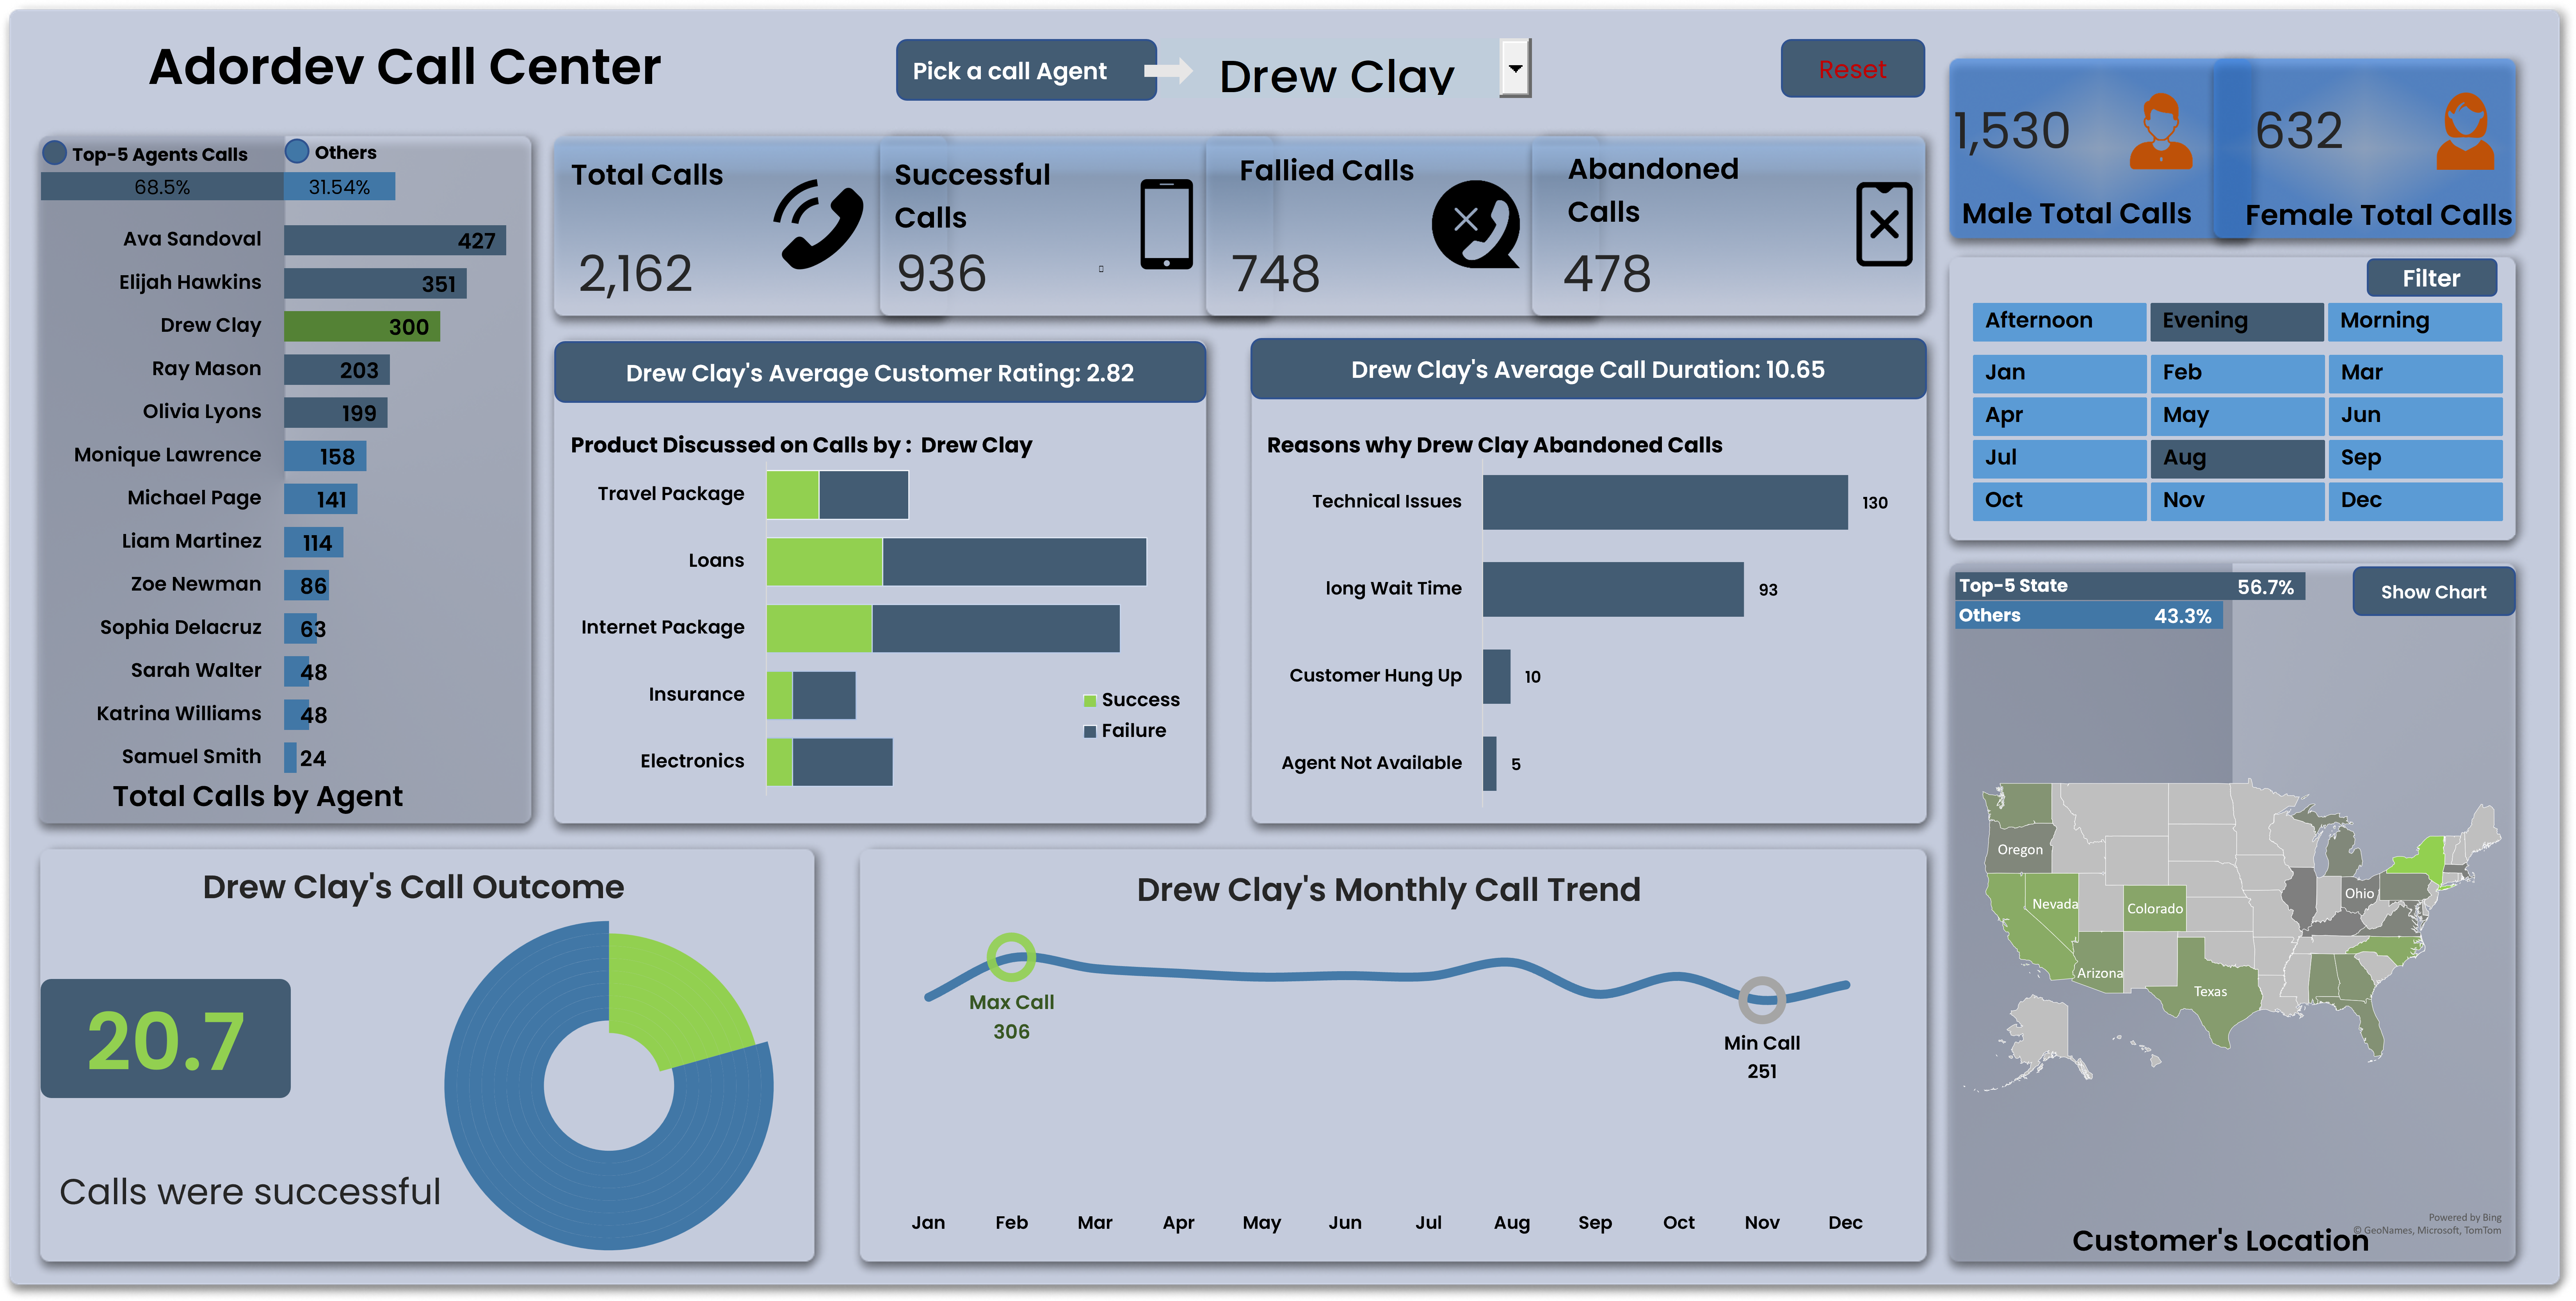 Adordev Call Center
Pick a call Agent
Drew Clay
Reset
Top-5 Agents Calls
Others
68.5%
31.54%
Ava Sandoval 427
Elijah Hawkins 351
Drew Clay 300
Ray Mason 203
Olivia Lyons 199
Monique Lawrence 158
Michael Page 141
Liam Martinez 114
Zoe Newman 86
Sophia Delacruz 63
Sarah Walter 48
Katrina Williams 48
Samuel Smith 24
Total Calls by Agent
Total Calls
2,162
Successful
Calls
936
Fallied Calls
748
Abandoned
Calls
478
1,530
Male Total Calls
632
Female Total Calls
Drew Clay's Average Customer Rating: 2.82
Product Discussed on Calls by : Drew Clay
Travel Package
Loans
Internet Package
Insurance
Electronics
Success
Failure
Drew Clay's Average Call Duration: 10.65
Reasons why Drew Clay Abandoned Calls
Technical Issues 130
long Wait Time 93
Customer Hung Up 10
Agent Not Available 5
Filter
Afternoon Evening Morning
Jan Feb Mar
Apr May Jun
Jul Aug Sep
Oct Nov Dec
Top-5 State 56.7%
Others 43.3%
Show Chart
Oregon
Nevada
Colorado
Ohio
Arizona
Texas
Powered by Bing
© GeoNames, Microsoft, TomTom
Customer's Location
Drew Clay's Call Outcome
20.7
Calls were successful
Drew Clay's Monthly Call Trend
Max Call
306
Min Call
251
Jan Feb Mar Apr May Jun Jul Aug Sep Oct Nov Dec